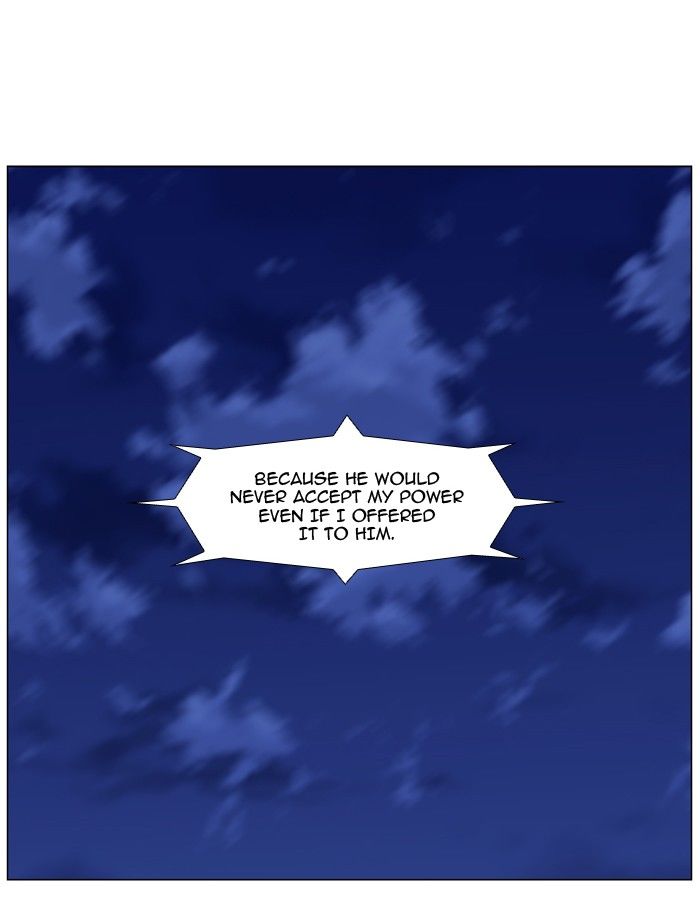 BECAUSE HE WOULD
NEVER ACCEPT MY POWER
EVEN IF I OFFERED
IT TO HIM.